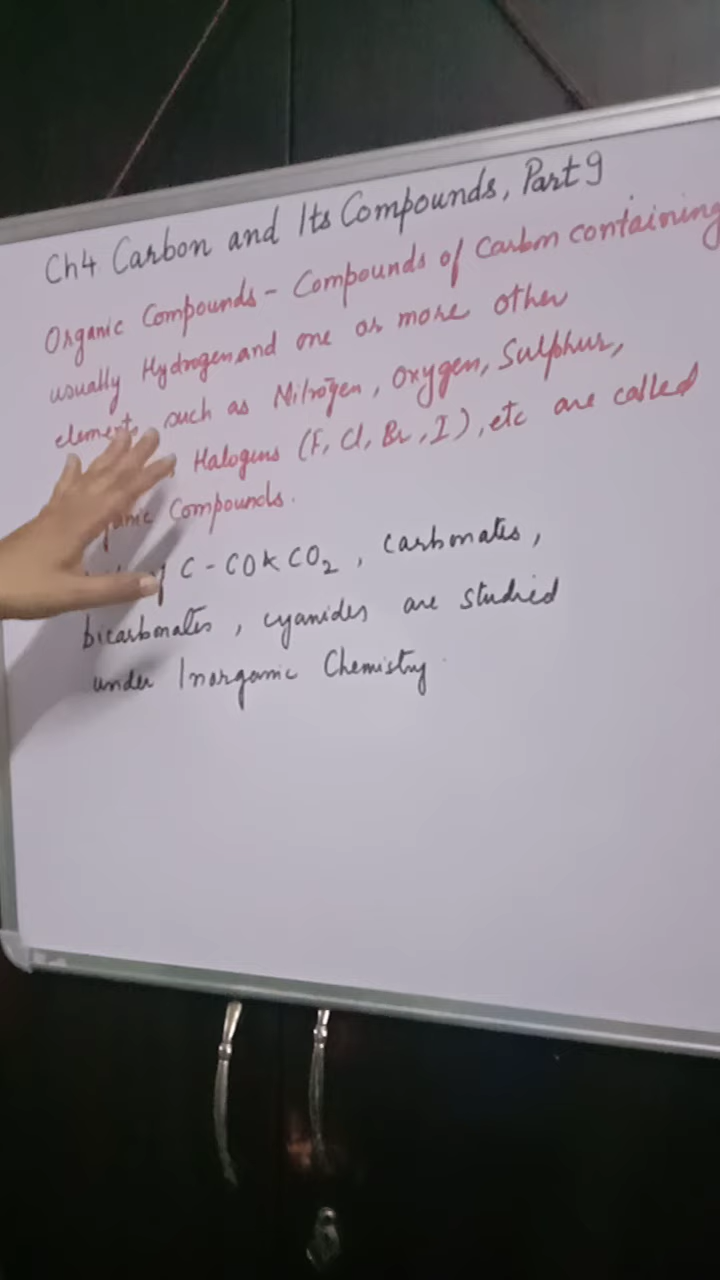 Ch4 Carbon and Its Compounds, Part 9
Organic Compounds - Compounds of Carbon containing
usually Hydrogen and one or more other
elements such as Nitrogen, Oxygen, Sulphur,
Halogens (F, Cl, Br, I), etc are called
Compounds.
C - CO & CO2, carbonates,
bicarbonates, cyanides are studied
under Inorganic Chemistry.